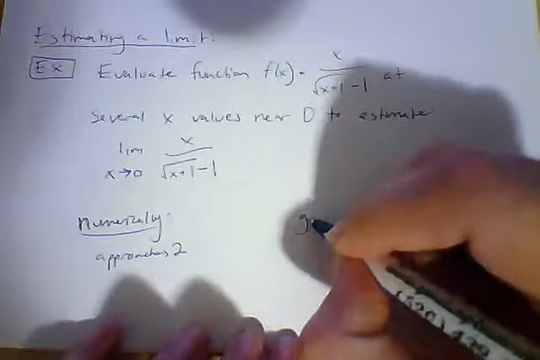 Estimating a limit:
Ex Evaluate function f(x) = x / √x+1 - 1 at
several x values near 0 to estimate
lim x→0 x / √x+1 - 1
numerically: g
approaches 2